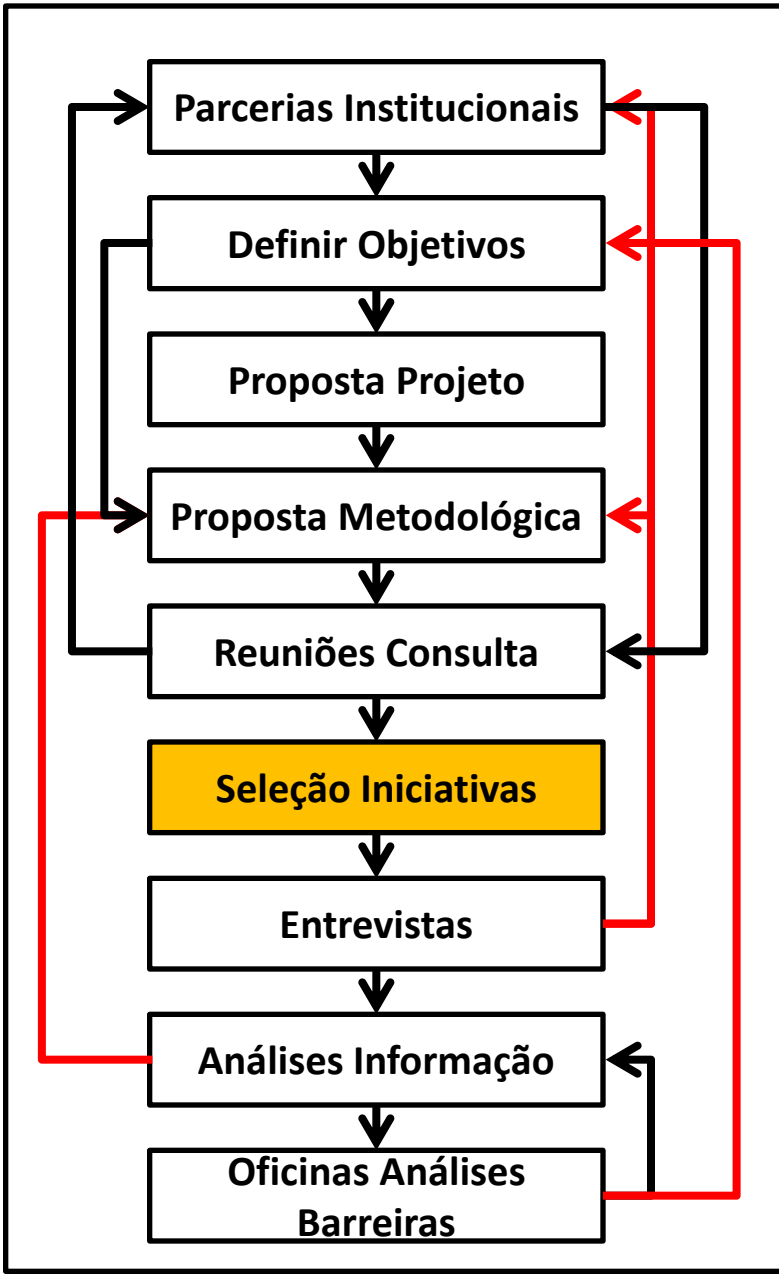 Parcerias Institucionais
Definir Objetivos
Proposta Projeto
Proposta Metodológica
Reuniões Consulta
Seleção Iniciativas
Entrevistas
Análises Informação
Oficinas Análises
Barreiras